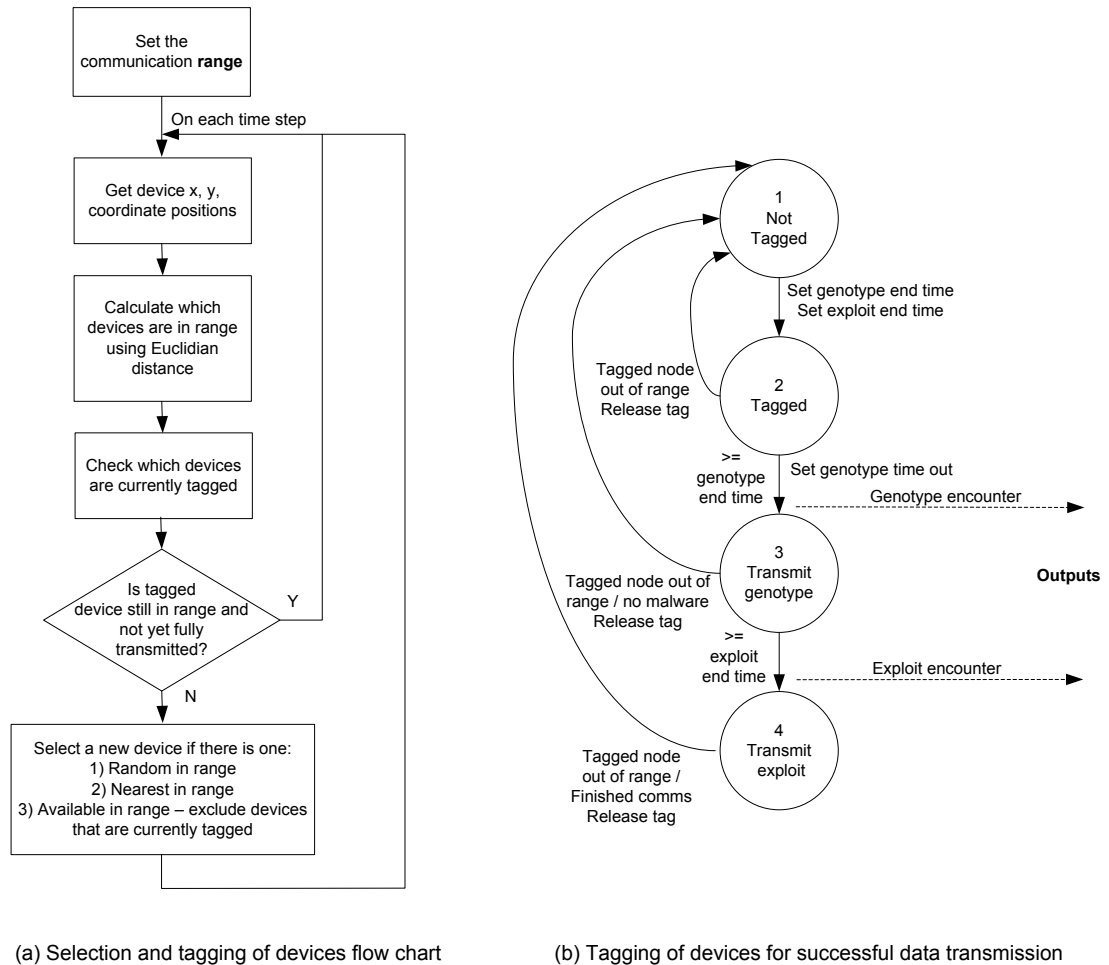 Set the
communication range
On each time step
Get device x, y,
coordinate positions
Calculate which
devices are in range
using Euclidian
distance
Check which devices
are currently tagged
Is tagged
device still in range and
not yet fully
transmitted?
Y
N
Select a new device if there is one:
1) Random in range
2) Nearest in range
3) Available in range – exclude devices
that are currently tagged
(a) Selection and tagging of devices flow chart
1
Not
Tagged
Set genotype end time
Set exploit end time
Tagged node
out of range
Release tag
2
Tagged
>=
genotype
end time
Set genotype time out
Genotype encounter
3
Transmit
genotype
Outputs
Tagged node out of
range / no malware
Release tag
>=
exploit
end time
Exploit encounter
4
Transmit
exploit
Tagged node
out of range /
Finished comms
Release tag
(b) Tagging of devices for successful data transmission